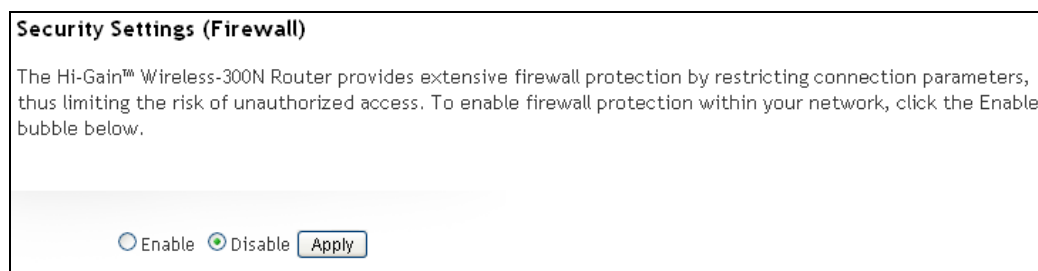 Security Settings (Firewall)
The Hi-Gain™ Wireless-300N Router provides extensive firewall protection by restricting connection parameters,
thus limiting the risk of unauthorized access. To enable firewall protection within your network, click the Enable
bubble below.
Enable Disable Apply